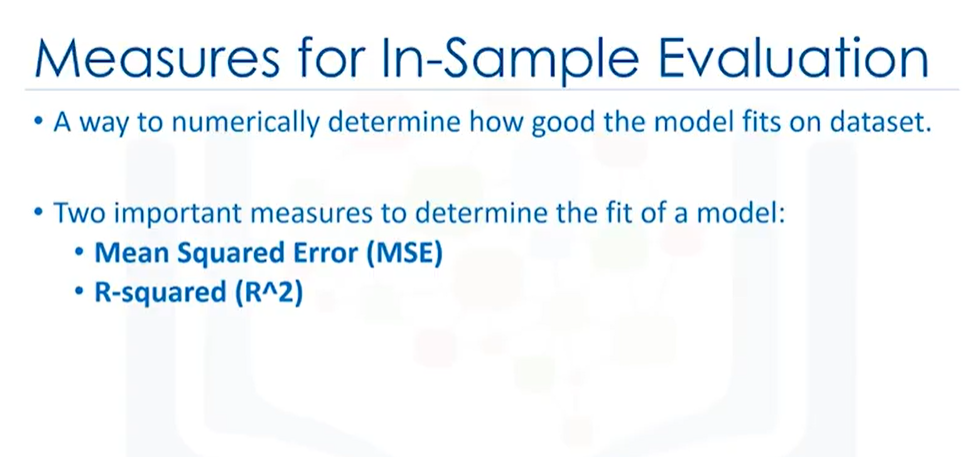 Measures for In-Sample Evaluation
• A way to numerically determine how good the model fits on dataset.
• Two important measures to determine the fit of a model:
• Mean Squared Error (MSE)
• R-squared (R^2)